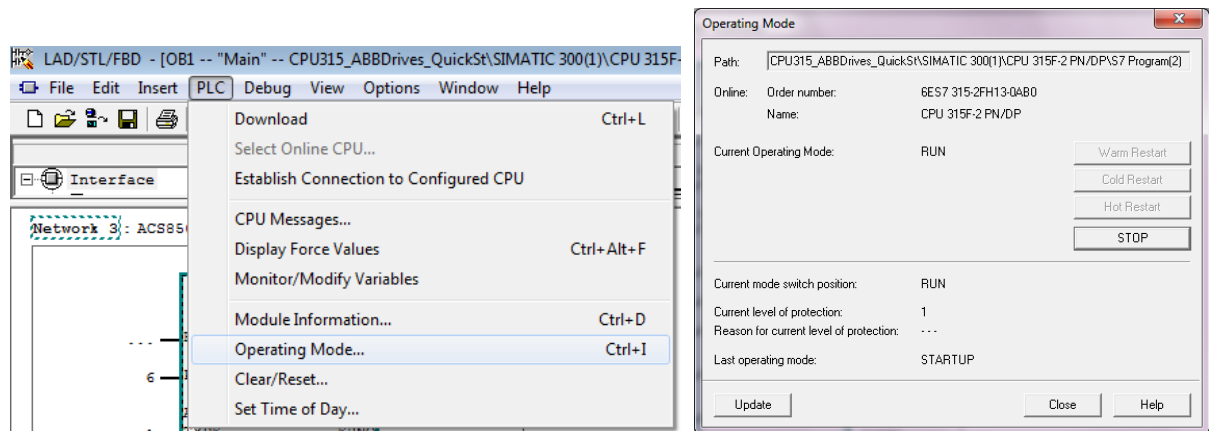 LAD/STL/FBD - [OB1 -- "Main" -- CPU315_ABBDrives_QuickSt\SIMATIC 300(1)\CPU 315F-
File Edit Insert PLC Debug View Options Window Help
Download Ctrl+L
Select Online CPU...
Establish Connection to Configured CPU
Interface
CPU Messages...
Network 3: ACS85
Display Force Values Ctrl+Alt+F
Monitor/Modify Variables
Module Information... Ctrl+D
...
Operating Mode... Ctrl+I
6
Clear/Reset...
Set Time of Day...
Operating Mode
Path: CPU315_ABBDrives_QuickSt\SIMATIC 300(1)\CPU 315F-2 PN/DP\S7 Program(2)
Online: Order number: 6ES7 315-2FH13-0AB0
Name: CPU 315F-2 PN/DP
Current Operating Mode: RUN Warm Restart
Cold Restart
Hot Restart
STOP
Current mode switch position: RUN
Current level of protection: 1
Reason for current level of protection: ---
Last operating mode: STARTUP
Update Close Help